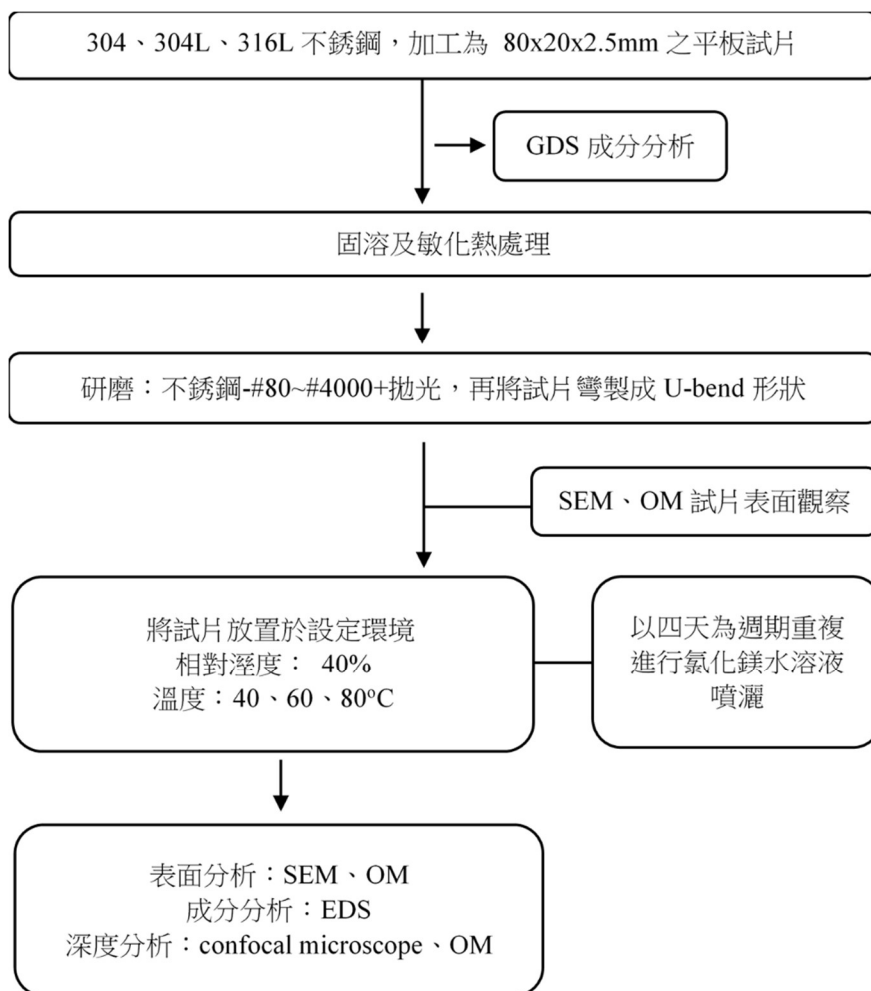 304、304L、316L 不銹鋼，加工為 80x20x2.5mm 之平板試片
GDS 成分分析
固溶及敏化熱處理
研磨：不銹鋼-#80~#4000+拋光，再將試片彎製成 U-bend 形狀
SEM、OM 試片表面觀察
將試片放置於設定環境
相對溼度： 40%
溫度：40、60、80°C
以四天為週期重複
進行氯化鎂水溶液
噴灑
表面分析：SEM、OM
成分分析：EDS
深度分析：confocal microscope、OM